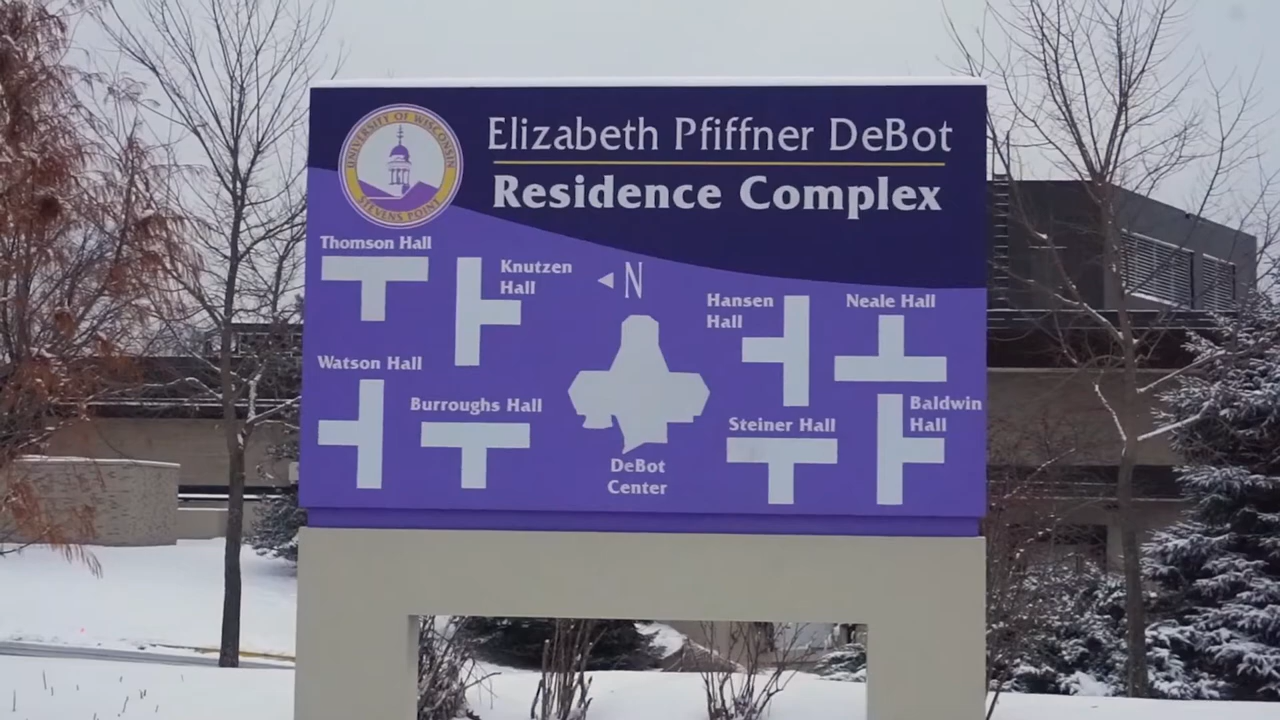 UNIVERSITY OF WISCONSIN
STEVENS POINT
Elizabeth Pfiffner DeBot
Residence Complex
Thomson Hall
Knutzen
Hall
N
Hansen
Hall
Neale Hall
Watson Hall
Burroughs Hall
Steiner Hall
Baldwin
Hall
DeBot
Center